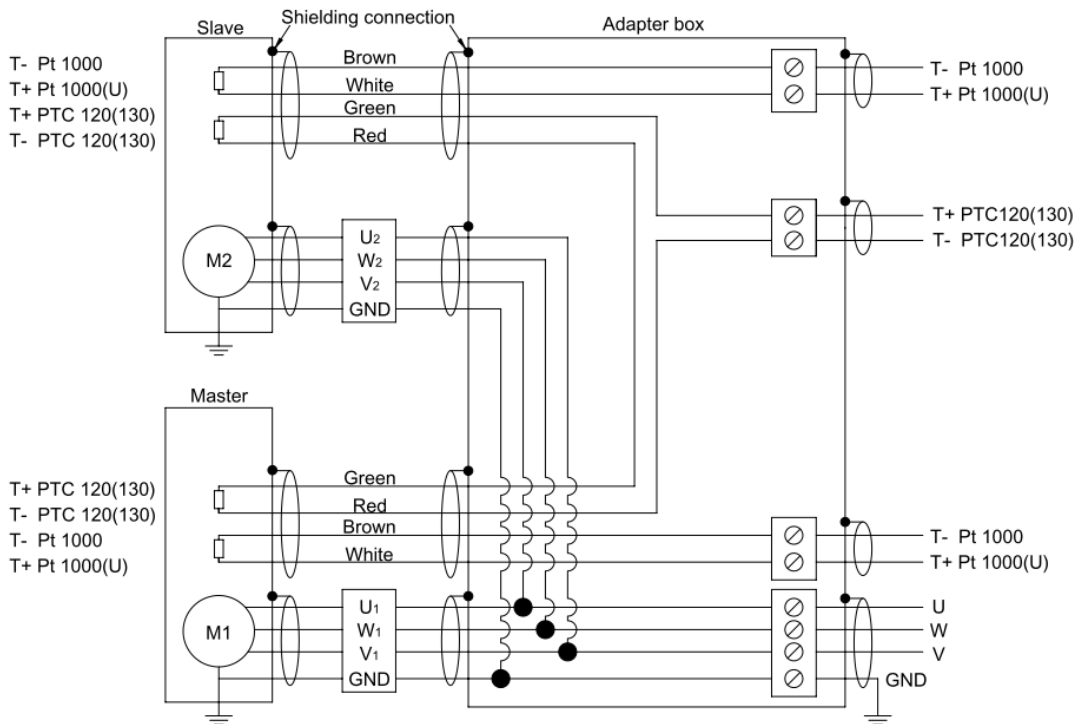 Shielding connection
Slave
Adapter box
T- Pt 1000
T+ Pt 1000(U)
T+ PTC 120(130)
T- PTC 120(130)
Brown
White
Green
Red
T- Pt 1000
T+ Pt 1000(U)
T+ PTC120(130)
T- PTC120(130)
M2
U2
W2
V2
GND
Master
T+ PTC 120(130)
T- PTC 120(130)
T- Pt 1000
T+ Pt 1000(U)
Green
Red
Brown
White
T- Pt 1000
T+ Pt 1000(U)
M1
U1
W1
V1
GND
U
W
V
GND